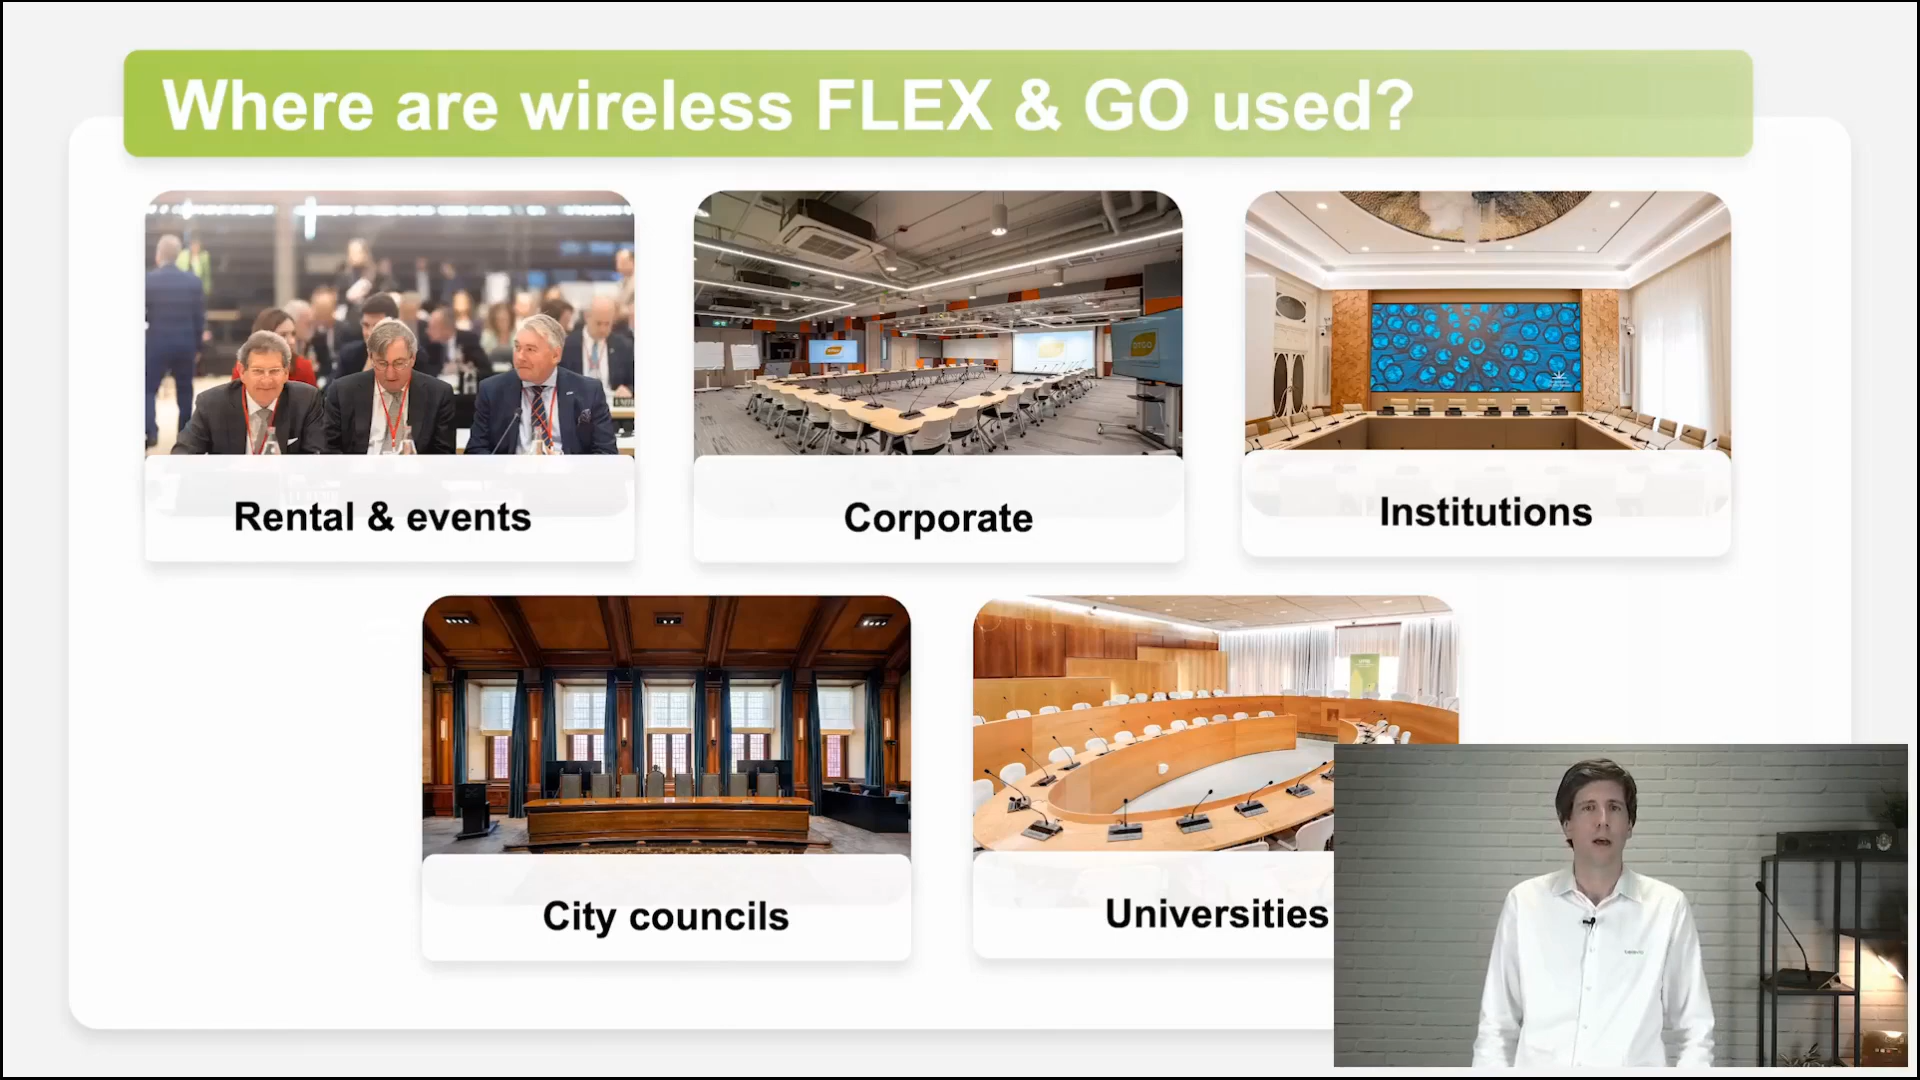 Where are wireless FLEX & GO used?
Rental & events
Corporate
Institutions
City councils
Universities